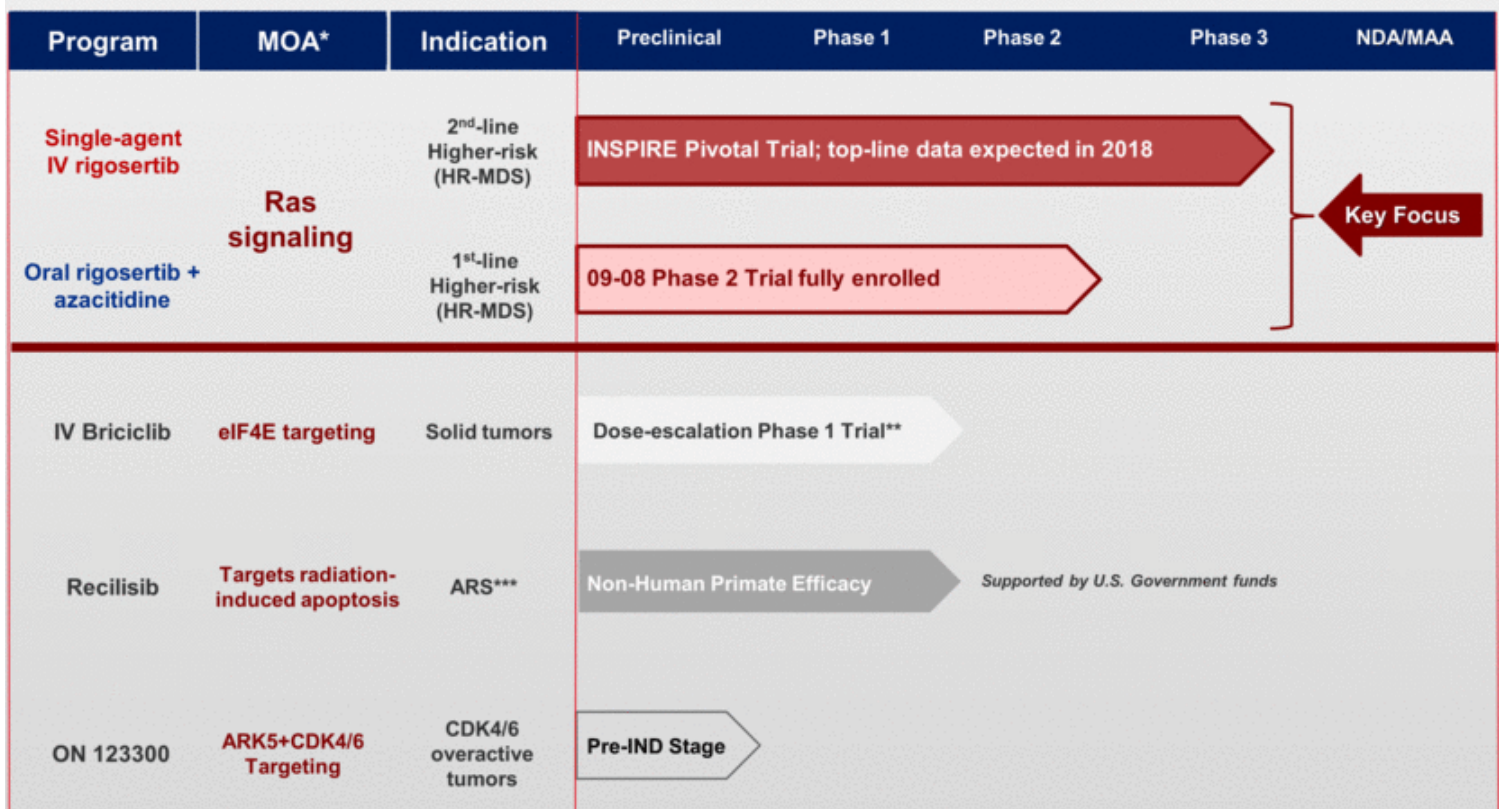 Program MOA* Indication Preclinical Phase 1 Phase 2 Phase 3 NDA/MAA
Single-agent
IV rigosertib
Ras
signaling
2nd-line
Higher-risk
(HR-MDS)
INSPIRE Pivotal Trial; top-line data expected in 2018
Key Focus
Oral rigosertib +
azacitidine
1st-line
Higher-risk
(HR-MDS)
09-08 Phase 2 Trial fully enrolled
IV Briciclib
eIF4E targeting
Solid tumors
Dose-escalation Phase 1 Trial**
Recilisib
Targets radiation-
induced apoptosis
ARS***
Non-Human Primate Efficacy
Supported by U.S. Government funds
ON 123300
ARK5+CDK4/6
Targeting
CDK4/6
overactive
tumors
Pre-IND Stage